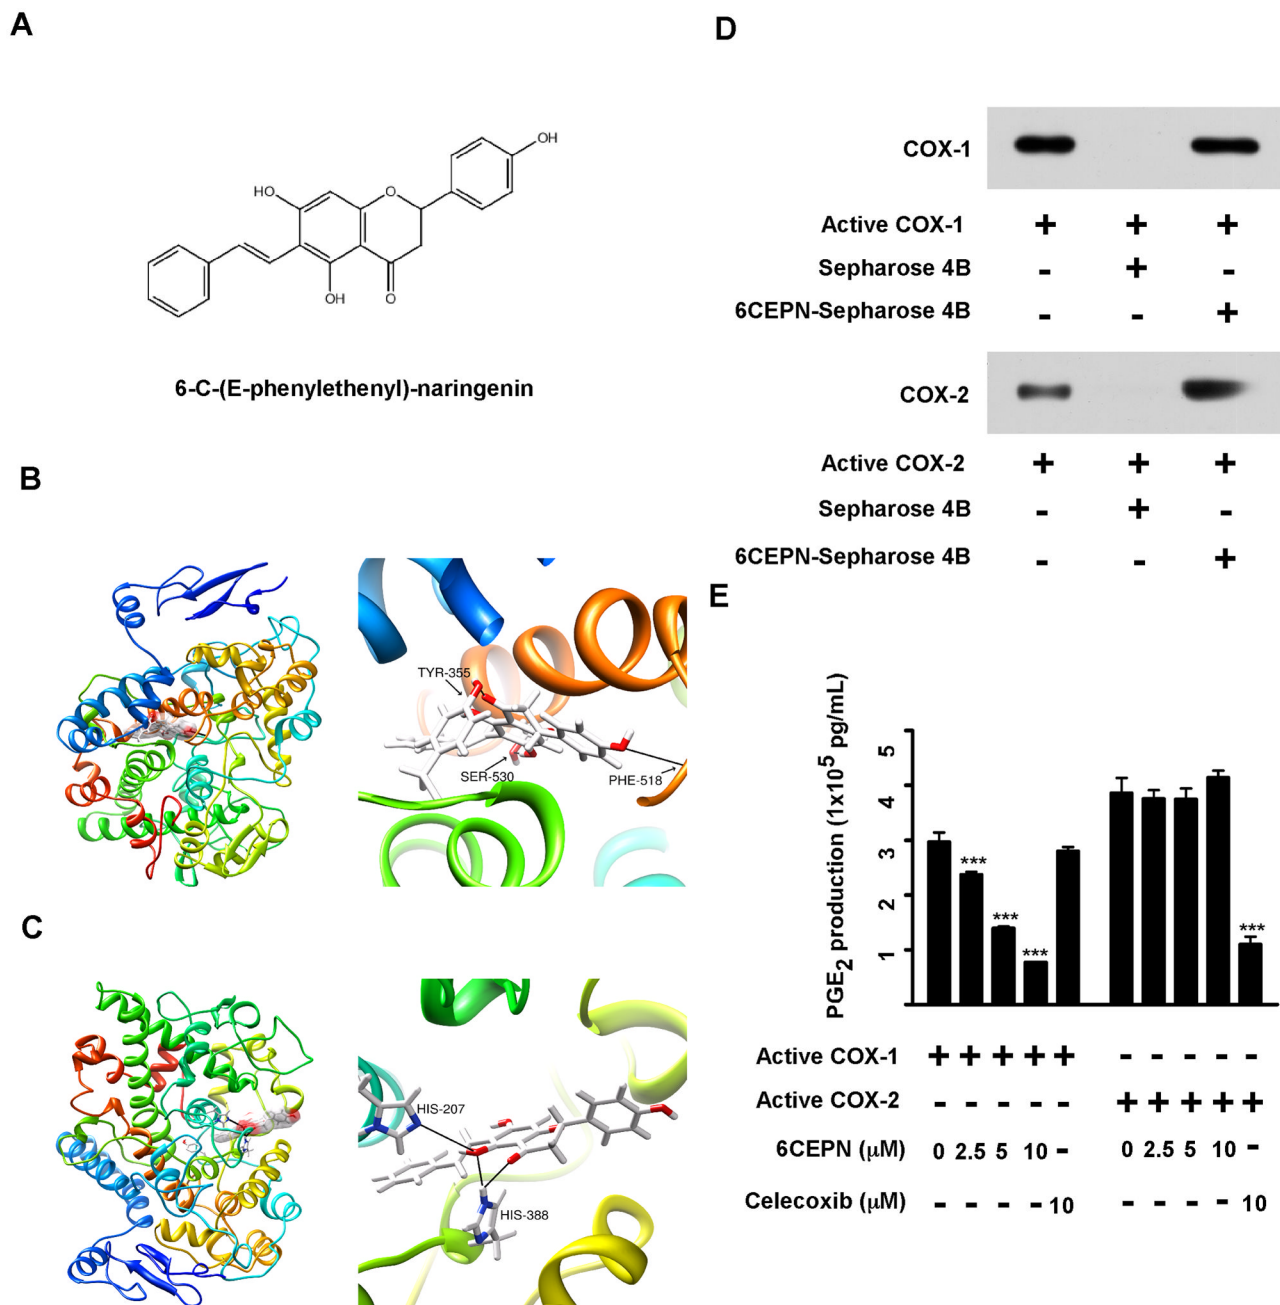 A
OH
HO
O
OH
O
6-C-(E-phenylethenyl)-naringenin
B
TYR-355
SER-530
PHE-518
C
HIS-207
HIS-388
D
COX-1
Active COX-1 + + +
Sepharose 4B - + -
6CEPN-Sepharose 4B - - +
COX-2
Active COX-2 + + +
Sepharose 4B - + -
6CEPN-Sepharose 4B - - +
E
PGE2 production (1x10^5 pg/mL)
5
4
3
2
1
*** *** *** ***
Active COX-1 + + + + + - - - - -
Active COX-2 - - - - - + + + + +
6CEPN (μM) 0 2.5 5 10 - 0 2.5 5 10 -
Celecoxib (μM) - - - - 10 - - - - 10